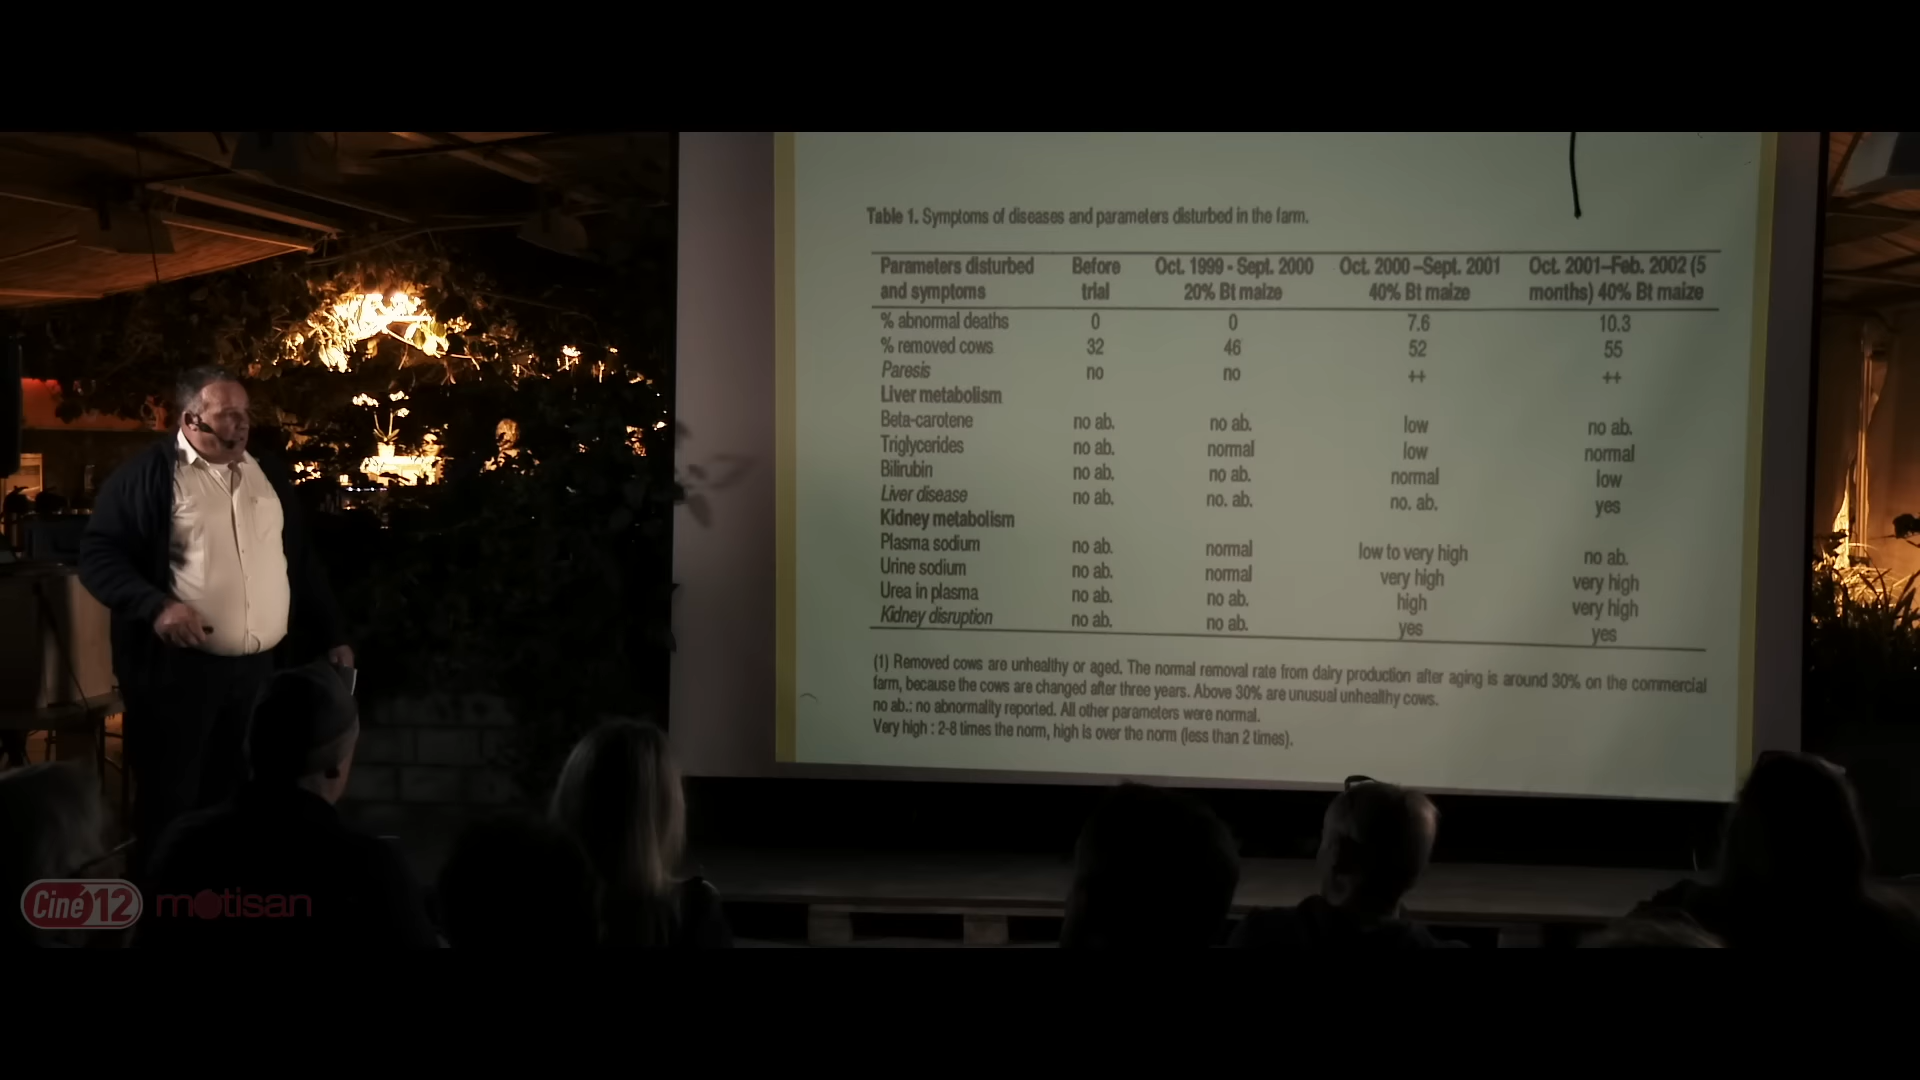 Table 1. Symptoms of diseases and parameters disturbed in the farm.
Parameters disturbed and symptoms Before trial Oct. 1999 - Sept. 2000 20% Bt maize Oct. 2000 –Sept. 2001 40% Bt maize Oct. 2001–Feb. 2002 (5 months) 40% Bt maize
% abnormal deaths 0 0 7.6 10.3
% removed cows 32 46 52 55
Paresis no no ++ ++
Liver metabolism
Beta-carotene no ab. no ab. low no ab.
Triglycerides no ab. normal low normal
Bilirubin no ab. no ab. normal low
Liver disease no ab. no. ab. no. ab. yes
Kidney metabolism
Plasma sodium no ab. normal low to very high no ab.
Urine sodium no ab. normal very high very high
Urea in plasma no ab. no ab. high very high
Kidney disruption no ab. no ab. yes yes
(1) Removed cows are unhealthy or aged. The normal removal rate from dairy production after aging is around 30% on the commercial
farm, because the cows are changed after three years. Above 30% are unusual unhealthy cows.
no ab.: no abnormality reported. All other parameters were normal.
Very high : 2-8 times the norm, high is over the norm (less than 2 times).
Ciné 12 motisan